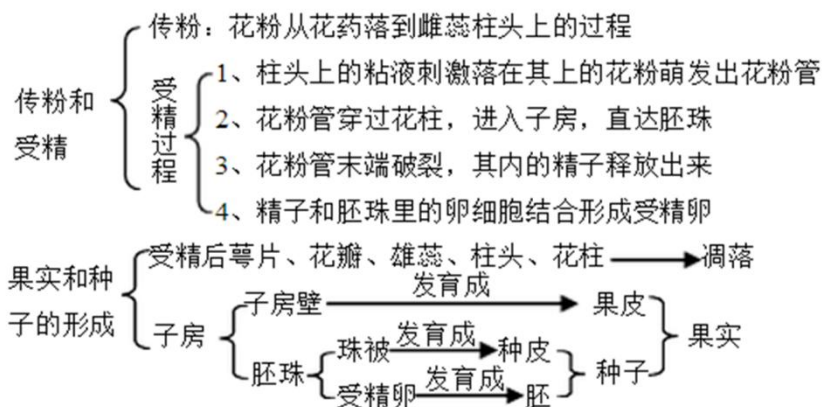 传粉和
受精
传粉：花粉从花药落到雌蕊柱头上的过程
受精过程
1、柱头上的粘液刺激落在其上的花粉萌发出花粉管
2、花粉管穿过花柱，进入子房，直达胚珠
3、花粉管末端破裂，其内的精子释放出来
4、精子和胚珠里的卵细胞结合形成受精卵
果实和种
子的形成
受精后萼片、花瓣、雄蕊、柱头、花柱 凋落
子房
子房壁 发育成 果皮
胚珠
珠被 发育成 种皮
受精卵 发育成 胚
种子
果实